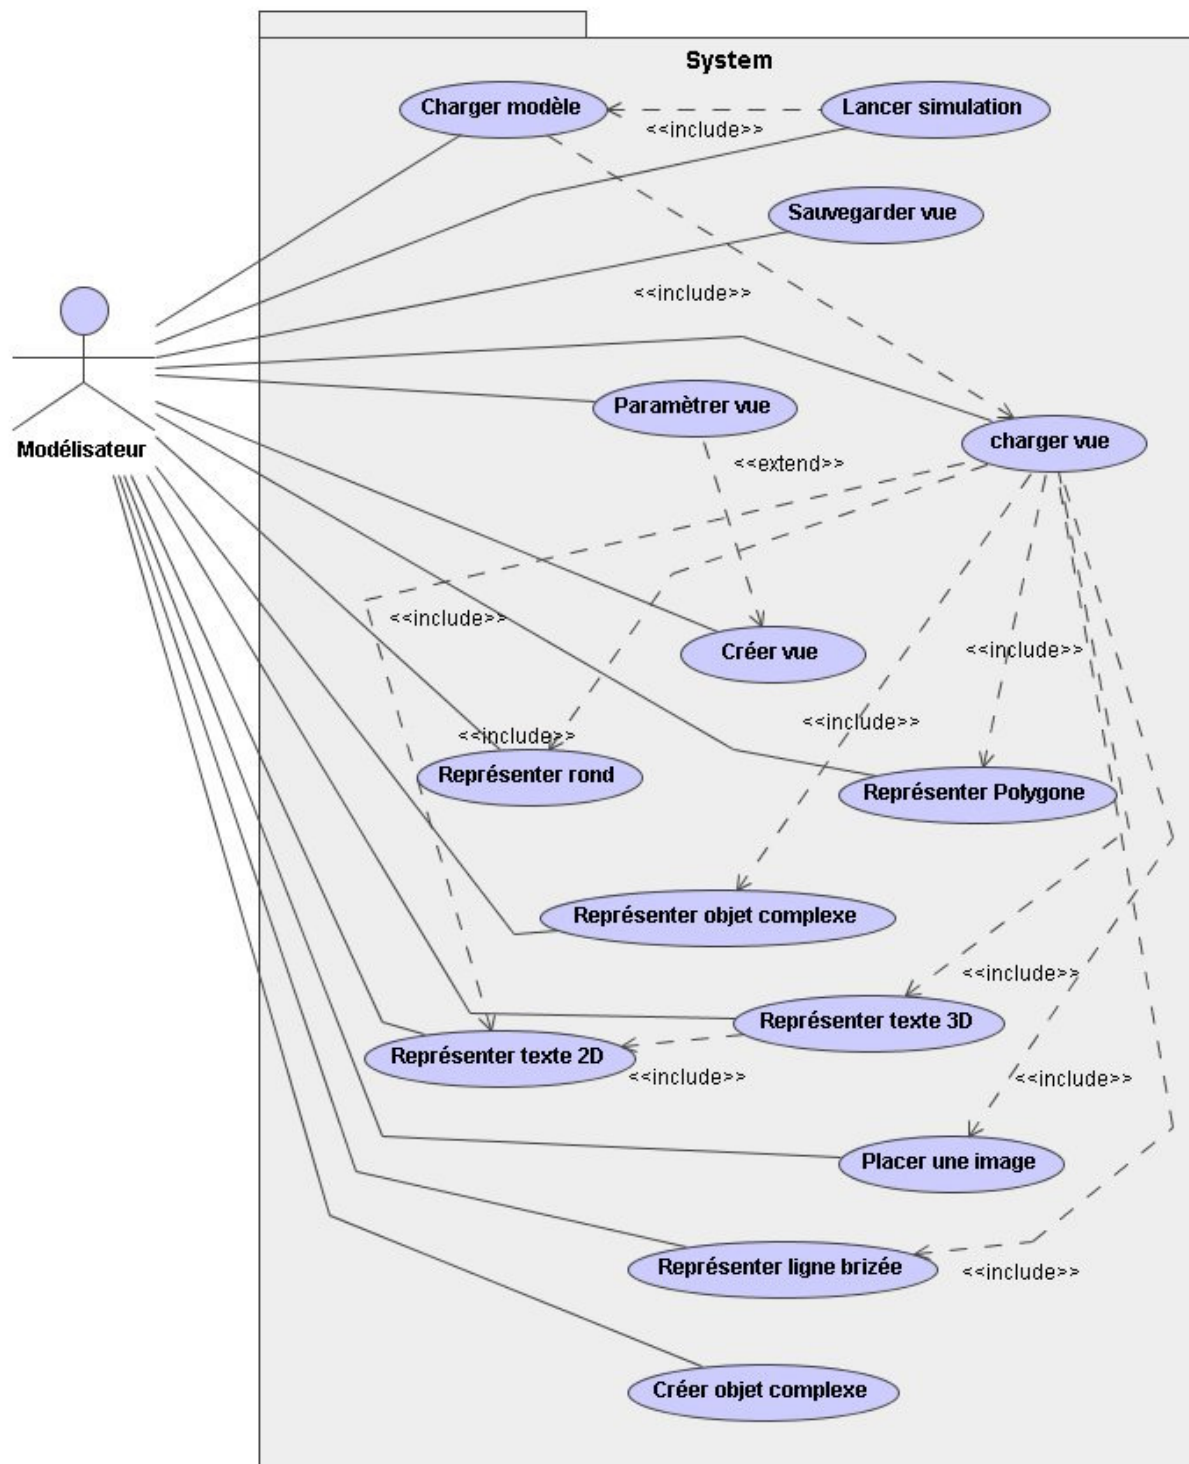 System
Charger modèle
Lancer simulation
<<include>>
Sauvegarder vue
<<include>>
Paramètrer vue
charger vue
Modélisateur
<<extend>>
<<include>>
Créer vue
<<include>>
<<include>>
<<include>>
Représenter rond
Représenter Polygone
Représenter objet complexe
<<include>>
Représenter texte 3D
Représenter texte 2D
<<include>>
<<include>>
Placer une image
Représenter ligne brizée
<<include>>
Créer objet complexe